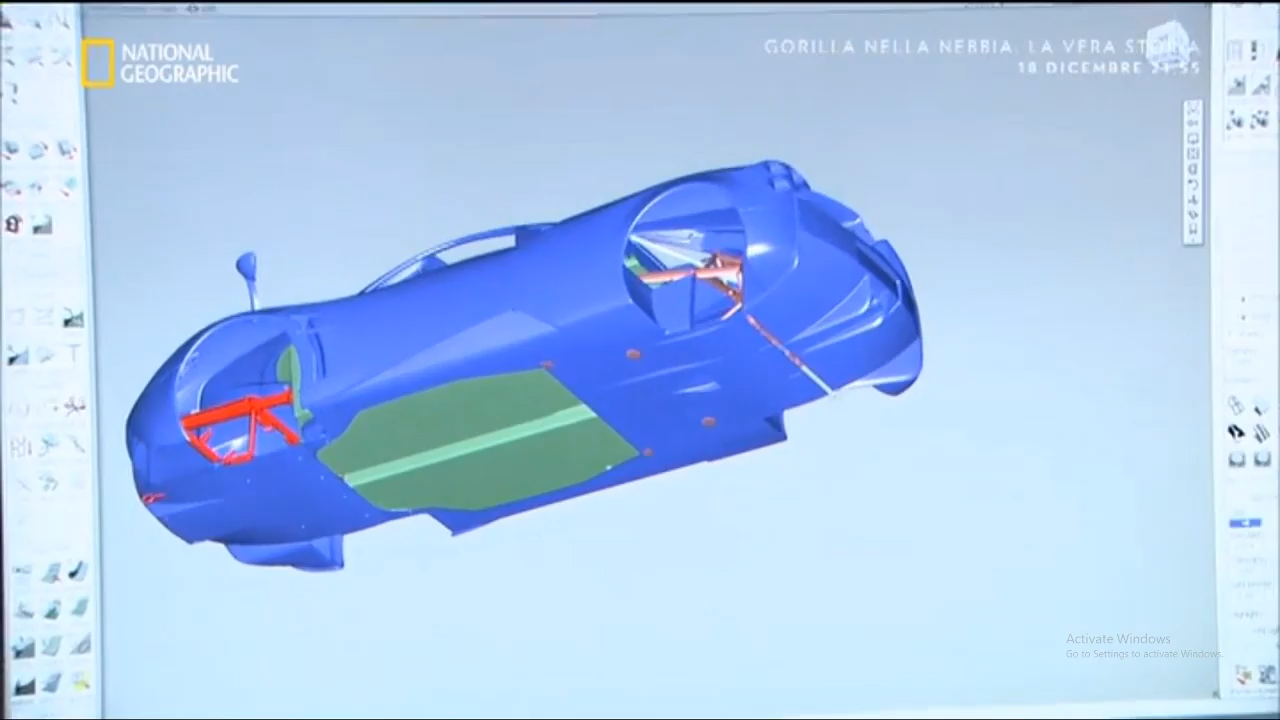 NATIONAL
GEOGRAPHIC
GORILLA NELLA NEBBIA. LA VERA STORIA
18 DICEMBRE 21:55
Activate Windows
Go to Settings to activate Windows.